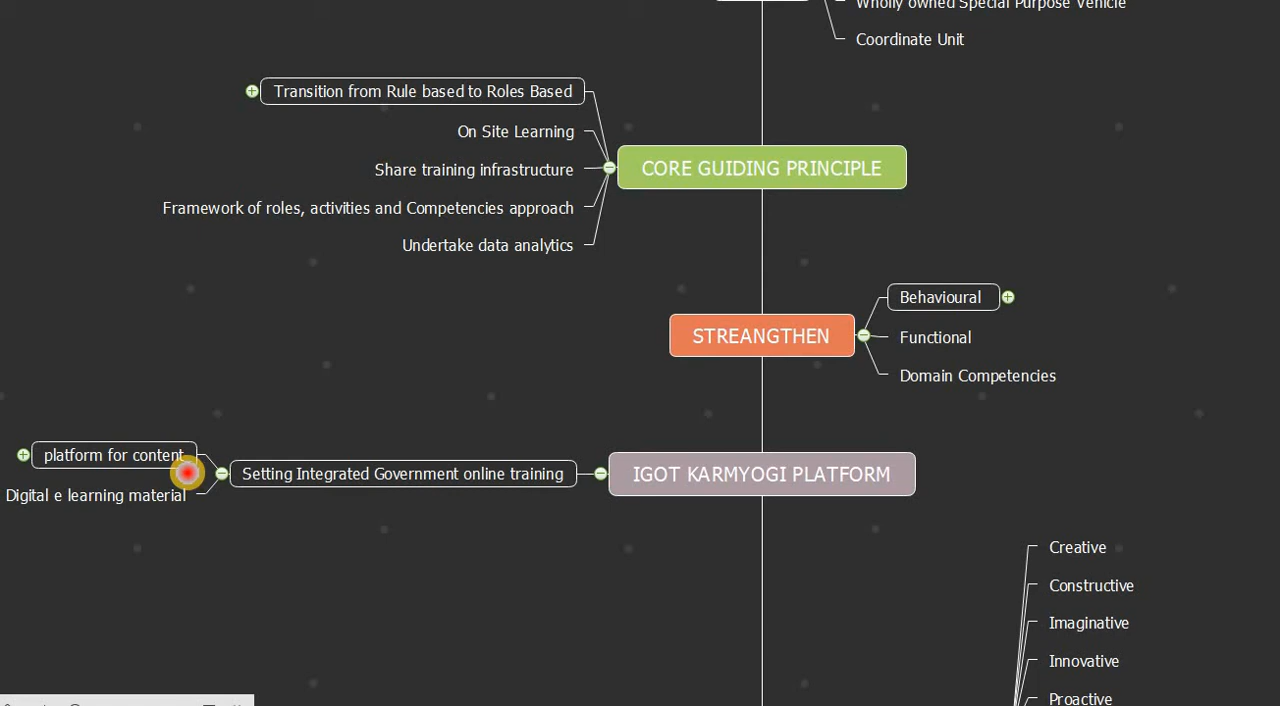 Wholly owned Special Purpose Vehicle
Coordinate Unit
Transition from Rule based to Roles Based
On Site Learning
Share training infrastructure
Framework of roles, activities and Competencies approach
Undertake data analytics
CORE GUIDING PRINCIPLE
STREANGTHEN
Behavioural
Functional
Domain Competencies
IGOT KARMYOGI PLATFORM
Setting Integrated Government online training
platform for content
Digital e learning material
Creative
Constructive
Imaginative
Innovative
Proactive